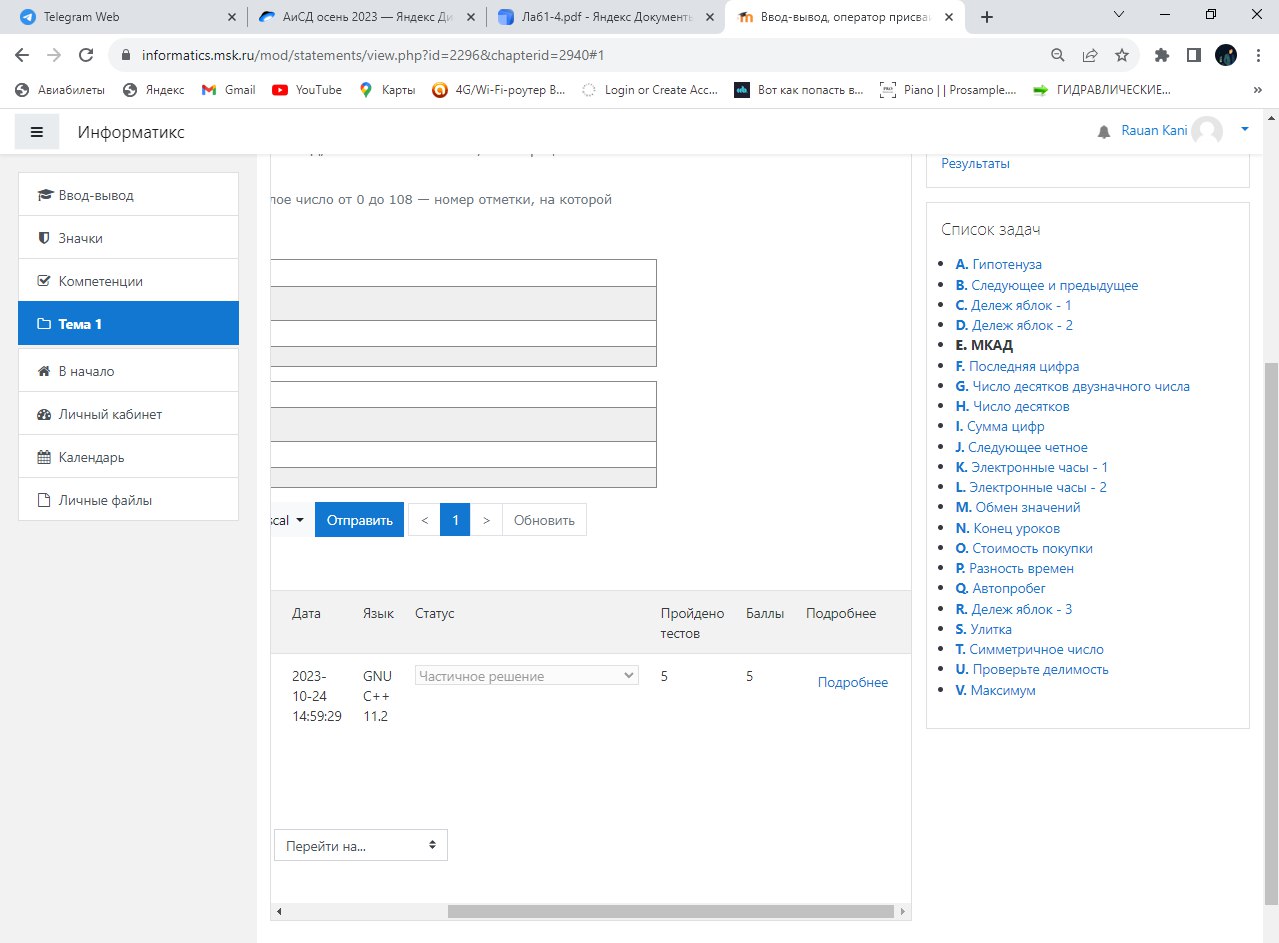 Telegram Web
АиСД осень 2023 — Яндекс Ди
Лаб1-4.pdf - Яндекс Документы
Ввод-вывод, оператор присваи
informatics.msk.ru/mod/statements/view.php?id=2296&chapterid=2940#1
Авиабилеты
Яндекс
Gmail
YouTube
Карты
4G/Wi-Fi-роутер B...
Login or Create Acc...
Вот как попасть в...
Piano | | Prosample....
ГИДРАВЛИЧЕСКИЕ...
»
Информатикс
Rauan Kani
Ввод-вывод
Значки
Компетенции
Тема 1
В начало
Личный кабинет
Календарь
Личные файлы
лое число от 0 до 108 — номер отметки, на которой
scal
Отправить
<
1
>
Обновить
Дата
Язык
Статус
Пройдено
тестов
Баллы
Подробнее
2023-
10-24
14:59:29
GNU
C++
11.2
Частичное решение
5
5
Подробнее
Перейти на...
Результаты
Список задач
A. Гипотенуза
B. Следующее и предыдущее
C. Дележ яблок - 1
D. Дележ яблок - 2
E. МКАД
F. Последняя цифра
G. Число десятков двузначного числа
H. Число десятков
I. Сумма цифр
J. Следующее четное
K. Электронные часы - 1
L. Электронные часы - 2
M. Обмен значений
N. Конец уроков
O. Стоимость покупки
P. Разность времен
Q. Автопробег
R. Дележ яблок - 3
S. Улитка
T. Симметричное число
U. Проверьте делимость
V. Максимум